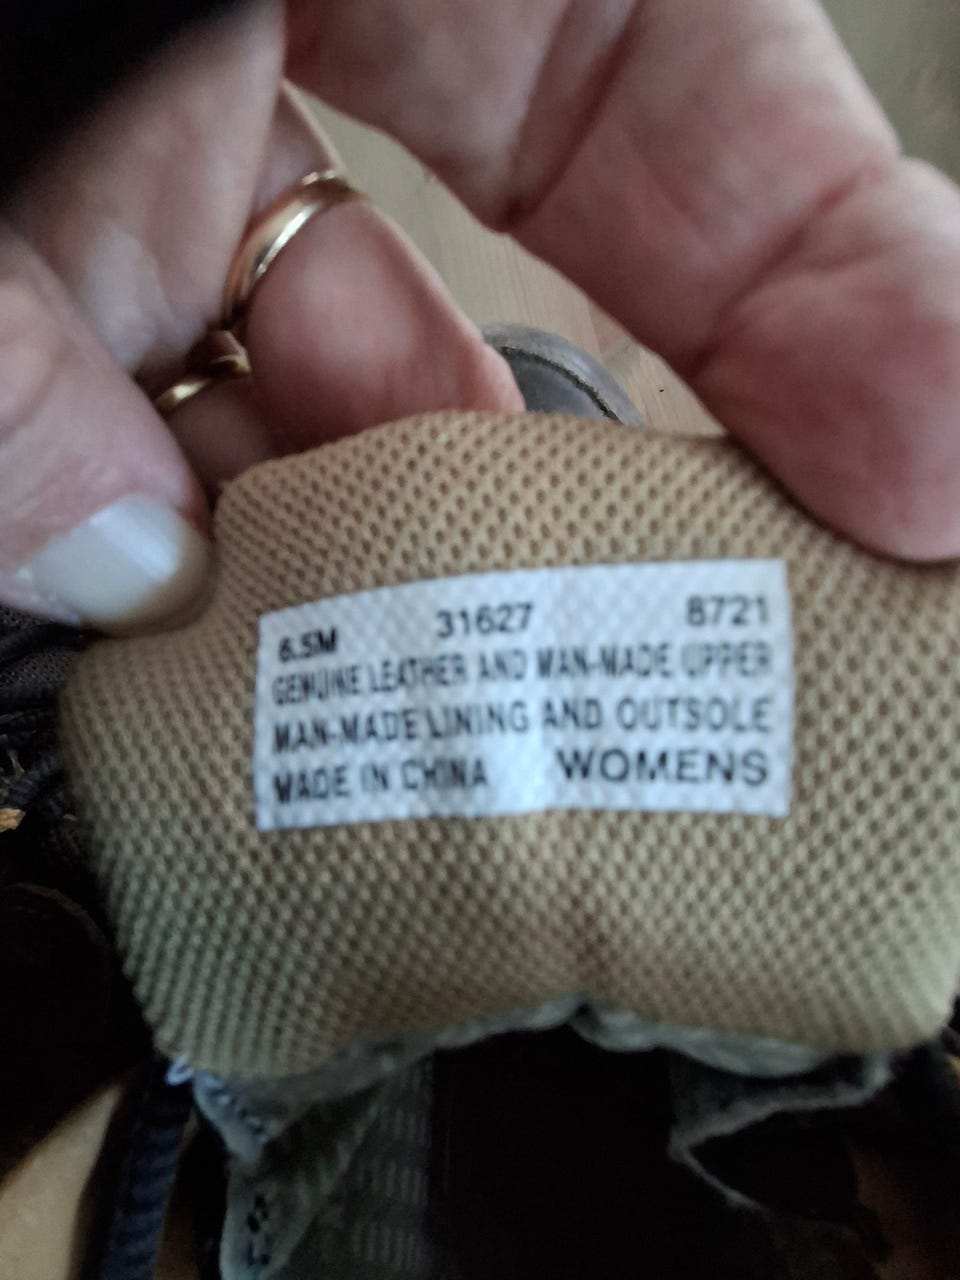 6.5M 31627 8721
GENUINE LEATHER AND MAN-MADE UPPER
MAN-MADE LINING AND OUTSOLE
MADE IN CHINA WOMENS